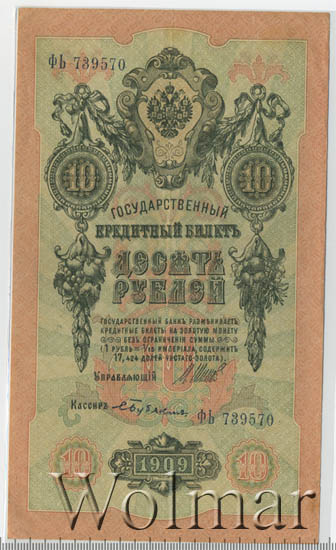 ФЬ 739570
10
10
ГОСУДАРСТВЕННЫЙ
КРЕДИТНЫЙ БИЛЕТЪ
ДЕСЯТЬ
РУБЛЕЙ
ГОСУДАРСТВЕННЫЙ БАНКЪ РАЗМѢНИВАЕТЪ
КРЕДИТНЫЕ БИЛЕТЫ НА ЗОЛОТУЮ МОНЕТУ
БЕЗЪ ОГРАНИЧЕНІЯ СУММЫ
(1 РУБЛЬ = 1/15 ИМПЕРІАЛА, СОДЕРЖИТЪ
17,424 ДОЛЕЙ ЧИСТАГО ЗОЛОТА).
УПРАВЛЯЮЩІЙ
КАССИРЪ
ФЬ 739570
10
1909
10
Wolmar